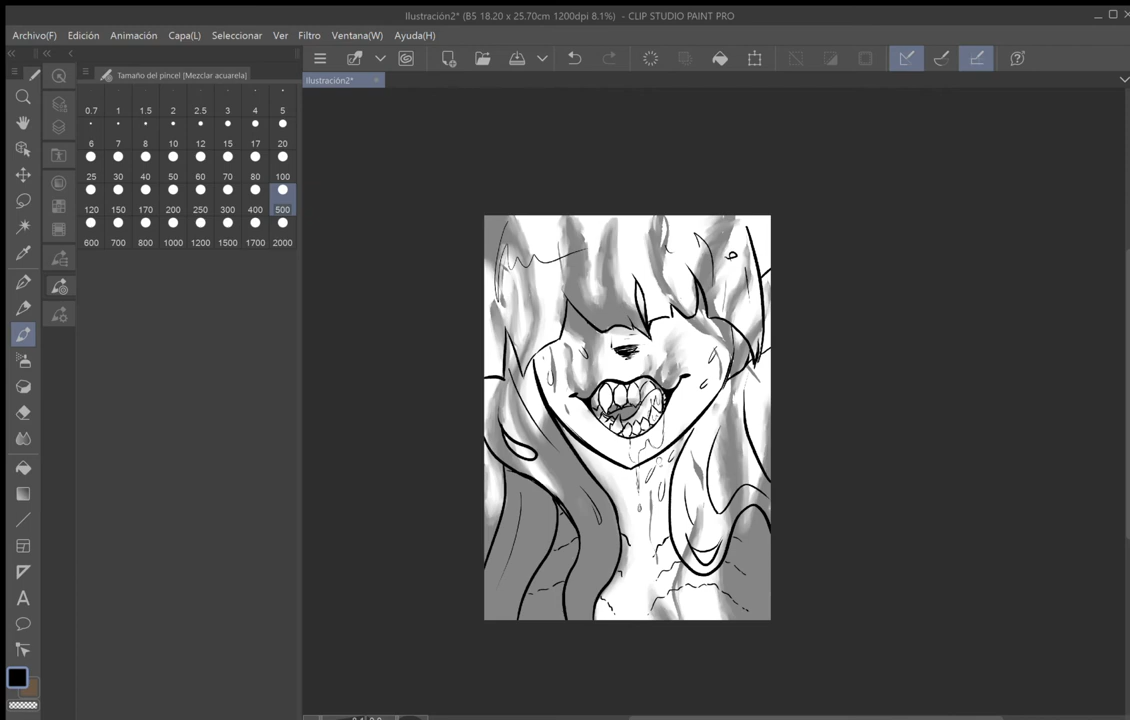 Ilustración2* (B5 18.20 x 25.70cm 1200dpi 8.1%) - CLIP STUDIO PAINT PRO
Archivo(F) Edición Animación Capa(L) Seleccionar Ver Filtro Ventana(W) Ayuda(H)
Tamaño del pincel [Mezclar acuarela]
Ilustración2*
0.7 1 1.5 2 2.5 3 4 5
6 7 8 10 12 15 17 20
25 30 40 50 60 70 80 100
120 150 170 200 250 300 400 500
600 700 800 1000 1200 1500 1700 2000